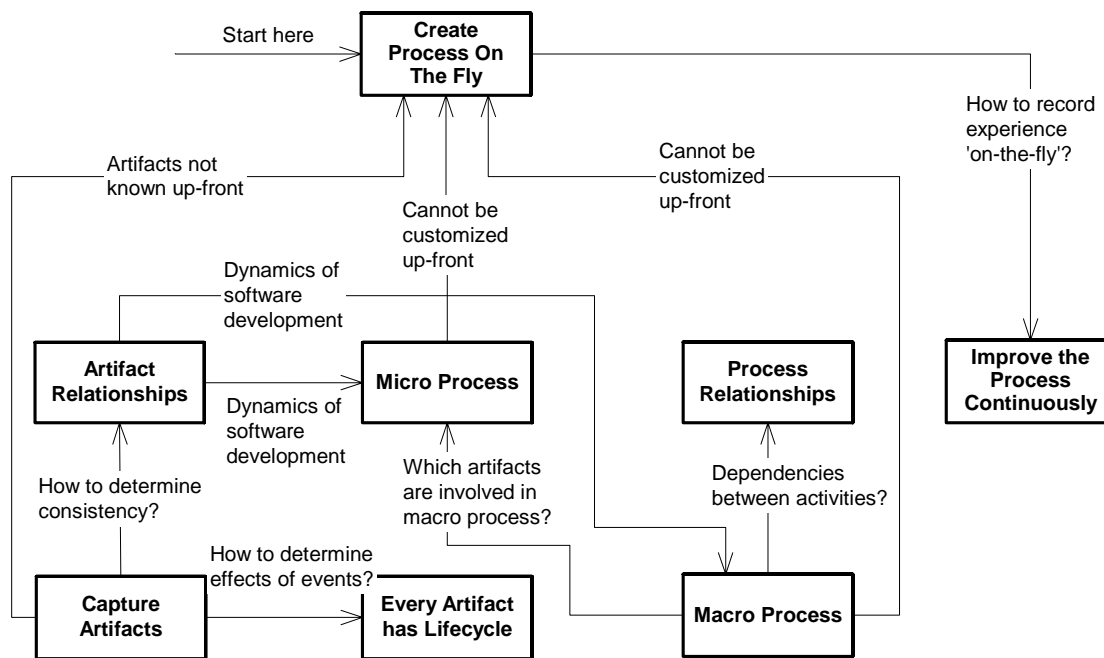 Start here
Create
Process On
The Fly
How to record
experience
'on-the-fly'?
Artifacts not
known up-front
Cannot be
customized
up-front
Cannot be
customized
up-front
Dynamics of
software
development
Artifact
Relationships
Micro Process
Process
Relationships
Improve the
Process
Continuously
Dynamics of
software
development
How to determine
consistency?
Which artifacts
are involved in
macro process?
Dependencies
between activities?
How to determine
effects of events?
Capture
Artifacts
Every Artifact
has Lifecycle
Macro Process